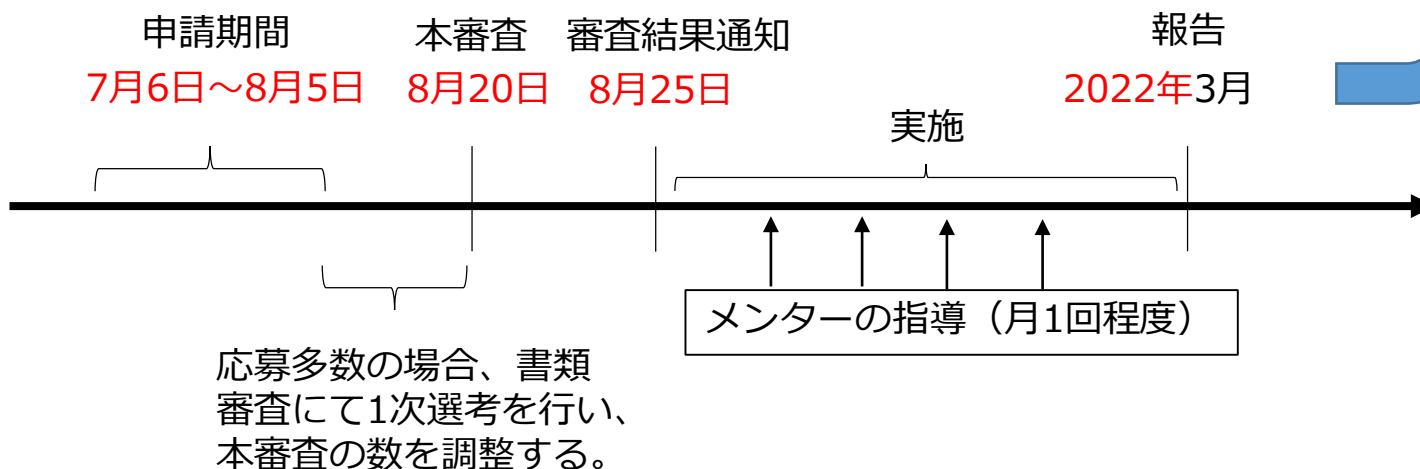 申請期間
7月6日～8月5日
本審査
8月20日
審査結果通知
8月25日
報告
2022年3月
実施
メンターの指導（月1回程度）
応募多数の場合、書類
審査にて1次選考を行い、
本審査の数を調整する。